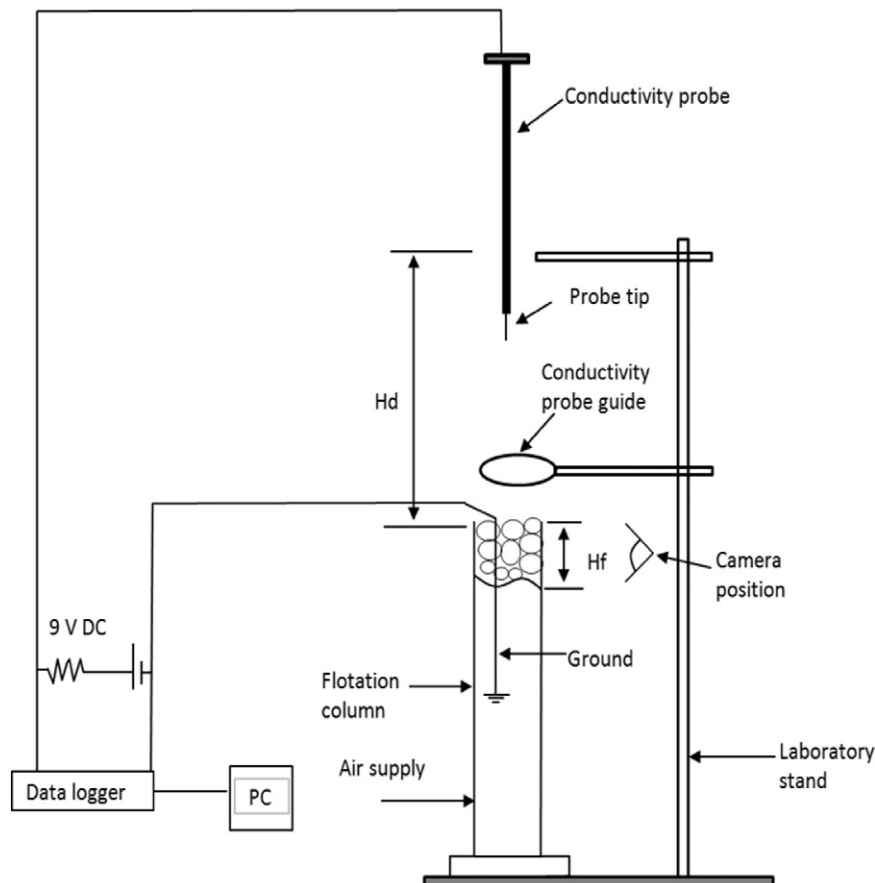 Conductivity probe
Probe tip
Conductivity
probe guide
Hd
Hf
Camera
position
9 V DC
Ground
Flotation
column
Air supply
Laboratory
stand
Data logger
PC